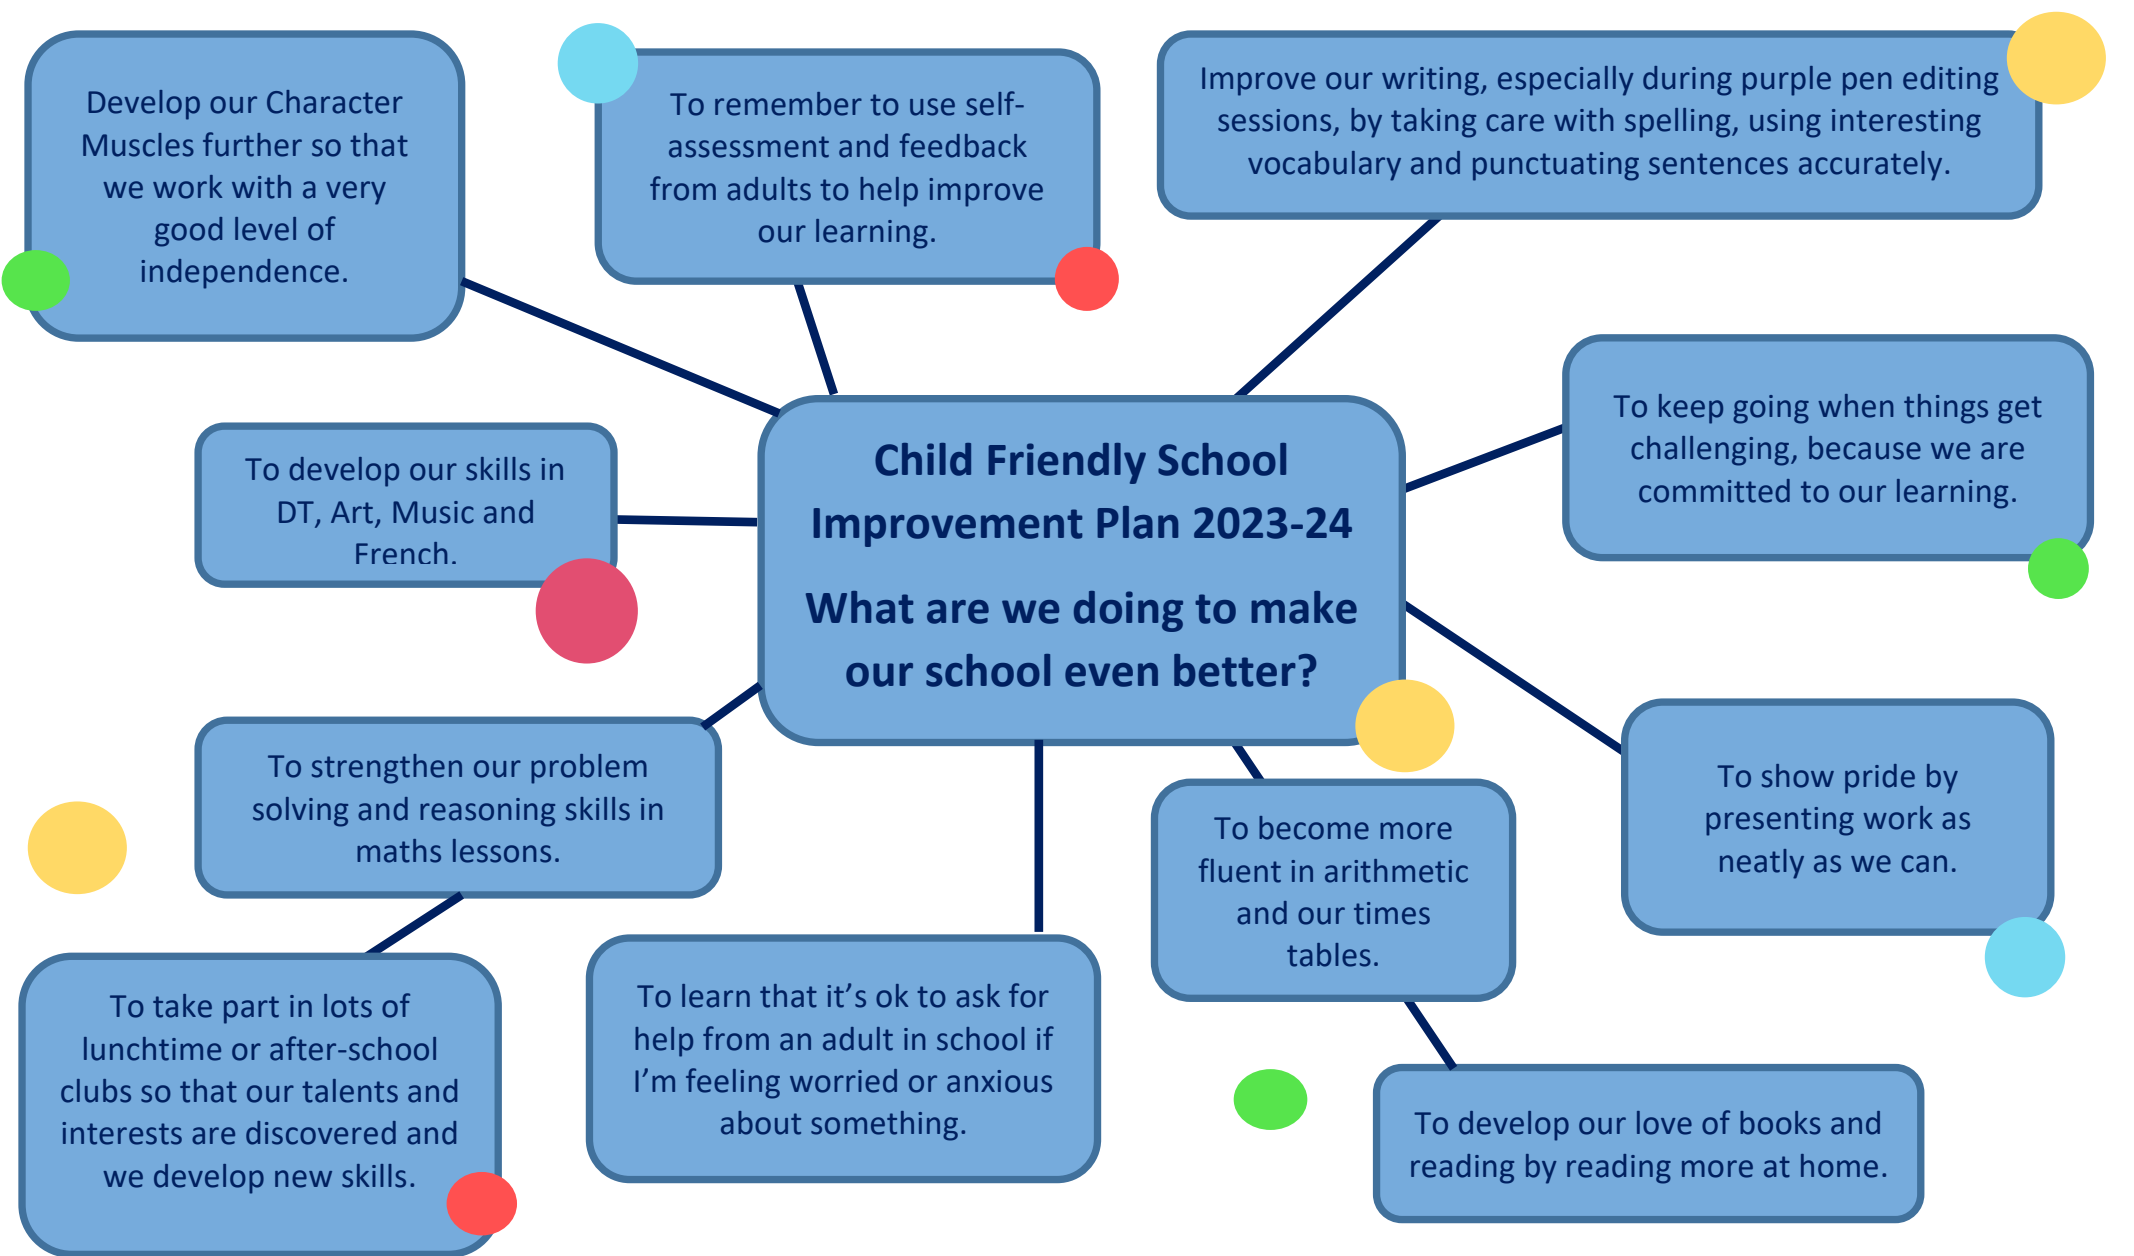 Develop our Character
Muscles further so that
we work with a very
good level of
independence.
To remember to use self-
assessment and feedback
from adults to help improve
our learning.
Improve our writing, especially during purple pen editing
sessions, by taking care with spelling, using interesting
vocabulary and punctuating sentences accurately.
To develop our skills in
DT, Art, Music and
French.
Child Friendly School
Improvement Plan 2023-24
What are we doing to make
our school even better?
To keep going when things get
challenging, because we are
committed to our learning.
To strengthen our problem
solving and reasoning skills in
maths lessons.
To become more
fluent in arithmetic
and our times
tables.
To show pride by
presenting work as
neatly as we can.
To take part in lots of
lunchtime or after-school
clubs so that our talents and
interests are discovered and
we develop new skills.
To learn that it’s ok to ask for
help from an adult in school if
I’m feeling worried or anxious
about something.
To develop our love of books and
reading by reading more at home.